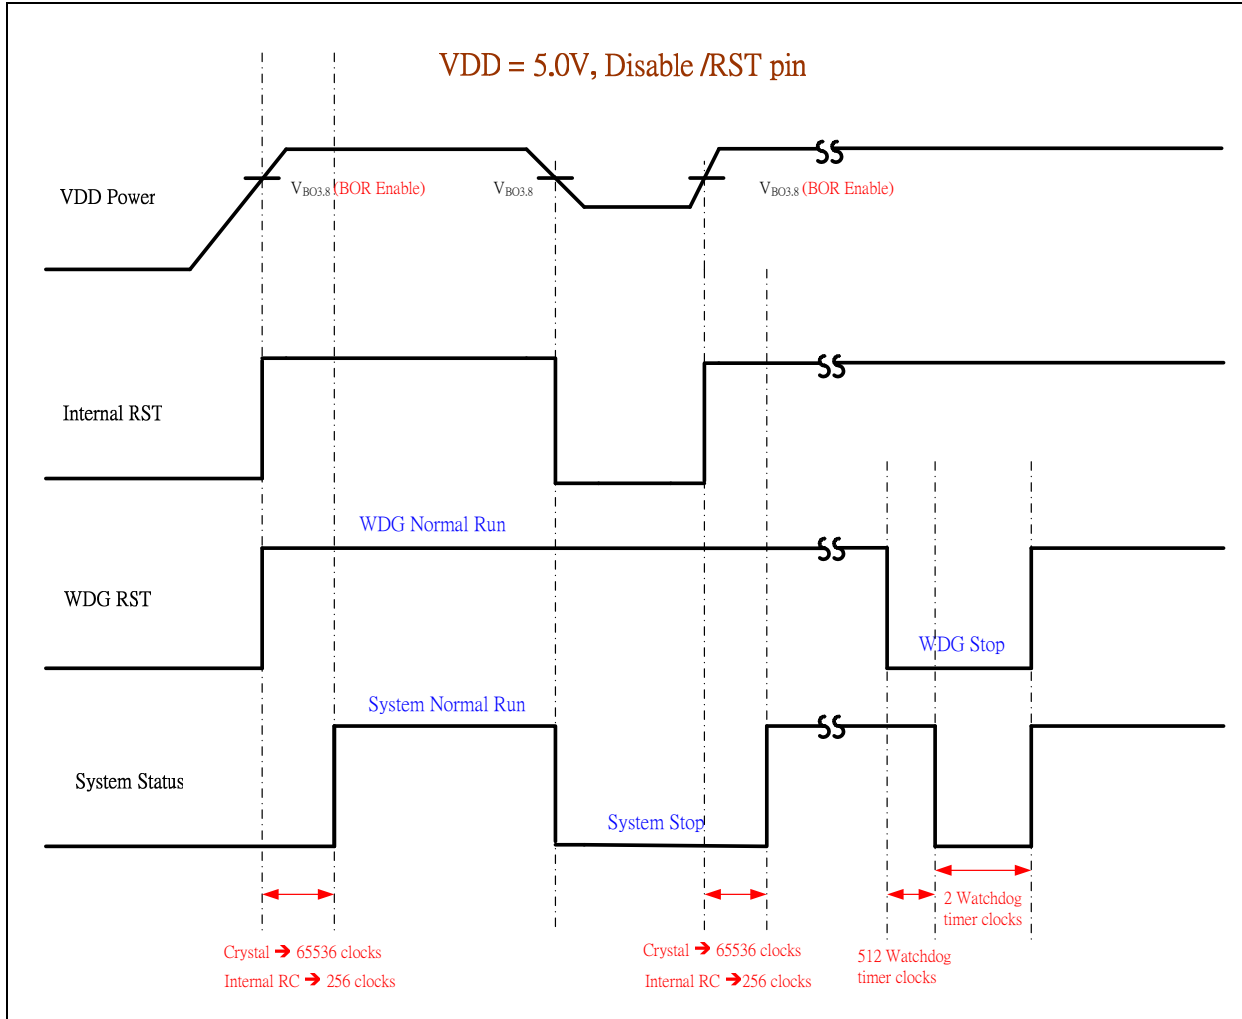 VDD = 5.0V, Disable /RST pin
VDD Power
VBO3.8 (BOR Enable)
VBO3.8
VBO3.8 (BOR Enable)
Internal RST
WDG Normal Run
WDG RST
WDG Stop
System Normal Run
System Status
System Stop
2 Watchdog
timer clocks
Crystal ➔ 65536 clocks
Internal RC ➔ 256 clocks
Crystal ➔ 65536 clocks
Internal RC ➔256 clocks
512 Watchdog
timer clocks